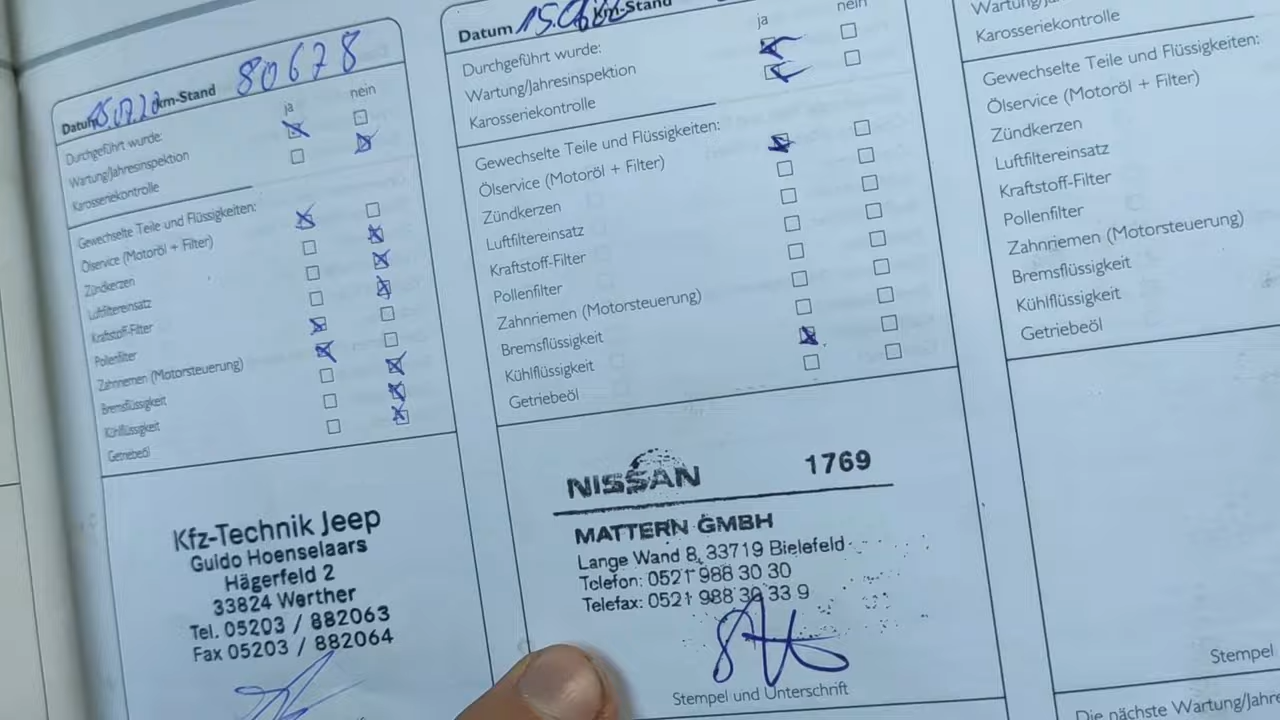 Datum 15.07.20 km-Stand 80678
ja nein
Durchgeführt wurde:
Wartung/Jahresinspektion
Karosseriekontrolle
Gewechselte Teile und Flüssigkeiten:
Ölservice (Motoröl + Filter)
Zündkerzen
Luftfiltereinsatz
Kraftstoff-Filter
Pollenfilter
Zahnriemen (Motorsteuerung)
Bremsflüssigkeit
Kühlflüssigkeit
Getriebeöl
Kfz-Technik Jeep
Guido Hoenselaars
Hägerfeld 2
33824 Werther
Tel. 05203 / 882063
Fax 05203 / 882064
Datum km-Stand
ja nein
Durchgeführt wurde:
Wartung/Jahresinspektion
Karosseriekontrolle
Gewechselte Teile und Flüssigkeiten:
Ölservice (Motoröl + Filter)
Zündkerzen
Luftfiltereinsatz
Kraftstoff-Filter
Pollenfilter
Zahnriemen (Motorsteuerung)
Bremsflüssigkeit
Kühlflüssigkeit
Getriebeöl
NISSAN 1769
MATTERN GMBH
Lange Wand 8, 33719 Bielefeld
Telefon: 0521 988 30 30
Telefax: 0521 988 30 33 9
Stempel und Unterschrift
Karosseriekontrolle
Gewechselte Teile und Flüssigkeiten:
Ölservice (Motoröl + Filter)
Zündkerzen
Luftfiltereinsatz
Kraftstoff-Filter
Pollenfilter
Zahnriemen (Motorsteuerung)
Bremsflüssigkeit
Kühlflüssigkeit
Getriebeöl
Stempel
Die nächste Wartung/Jahre